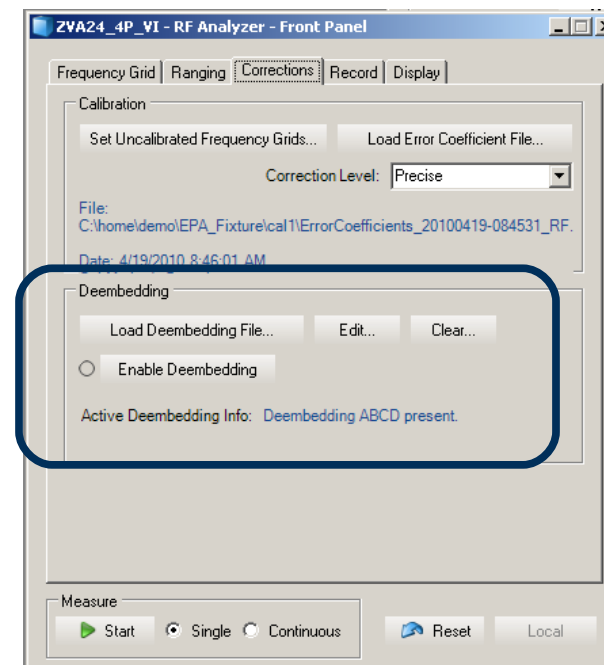 ZVA24_4P_VI - RF Analyzer - Front Panel
Frequency Grid Ranging Corrections Record Display
Calibration
Set Uncalibrated Frequency Grids... Load Error Coefficient File...
Correction Level: Precise
File:
C:\home\demo\EPA_Fixture\cal1\ErrorCoefficients_20100419-084531_RF.
Date: 4/19/2010 8:46:01 AM
Deembedding
Load Deembedding File... Edit... Clear...
Enable Deembedding
Active Deembedding Info: Deembedding ABCD present.
Measure
Start Single Continuous Reset Local